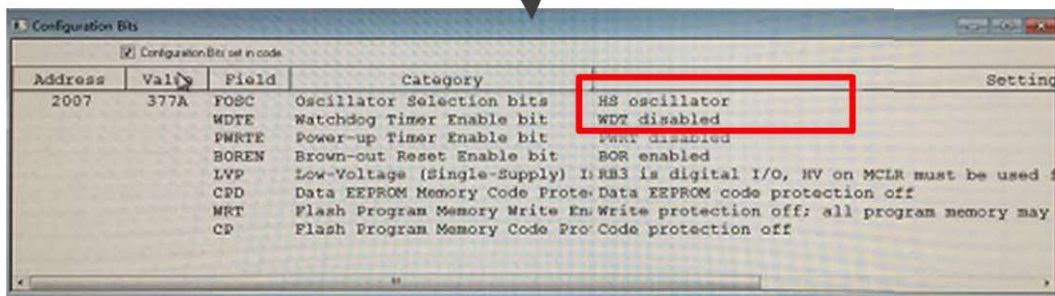 Configuration Bits
Configuration Bits set in code.
Address Value Field Category Setting
2007 377A FOSC Oscillator Selection bits HS oscillator
WDTE Watchdog Timer Enable bit WDT disabled
PWRTE Power-up Timer Enable bit PWRT disabled
BOREN Brown-out Reset Enable bit BOR enabled
LVP Low-Voltage (Single-Supply) I RB3 is digital I/O, HV on MCLR must be used f
CPD Data EEPROM Memory Code Prote Data EEPROM code protection off
WRT Flash Program Memory Write En Write protection off; all program memory may
CP Flash Program Memory Code Pro Code protection off